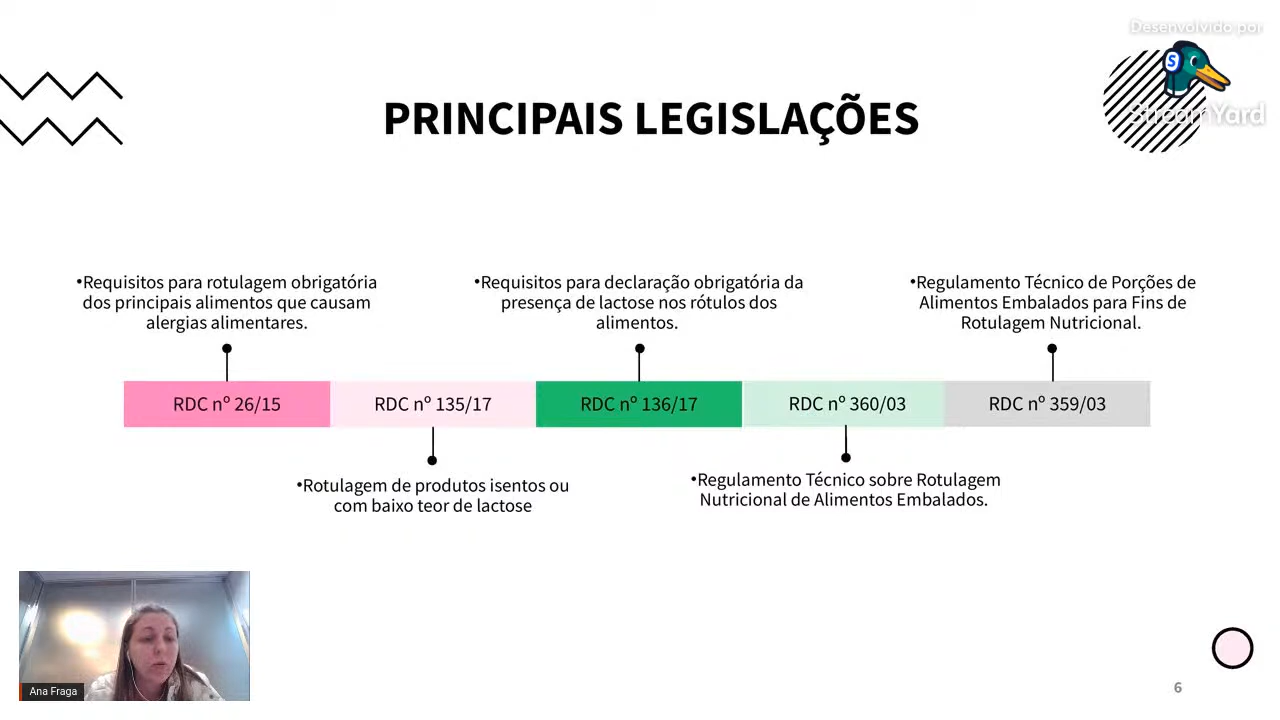 Desenvolvido por
StreamYard
PRINCIPAIS LEGISLAÇÕES
•Requisitos para rotulagem obrigatória
dos principais alimentos que causam
alergias alimentares.
•Requisitos para declaração obrigatória da
presença de lactose nos rótulos dos
alimentos.
•Regulamento Técnico de Porções de
Alimentos Embalados para Fins de
Rotulagem Nutricional.
RDC nº 26/15
RDC nº 135/17
RDC nº 136/17
RDC nº 360/03
RDC nº 359/03
•Rotulagem de produtos isentos ou
com baixo teor de lactose
•Regulamento Técnico sobre Rotulagem
Nutricional de Alimentos Embalados.
Ana Fraga
6